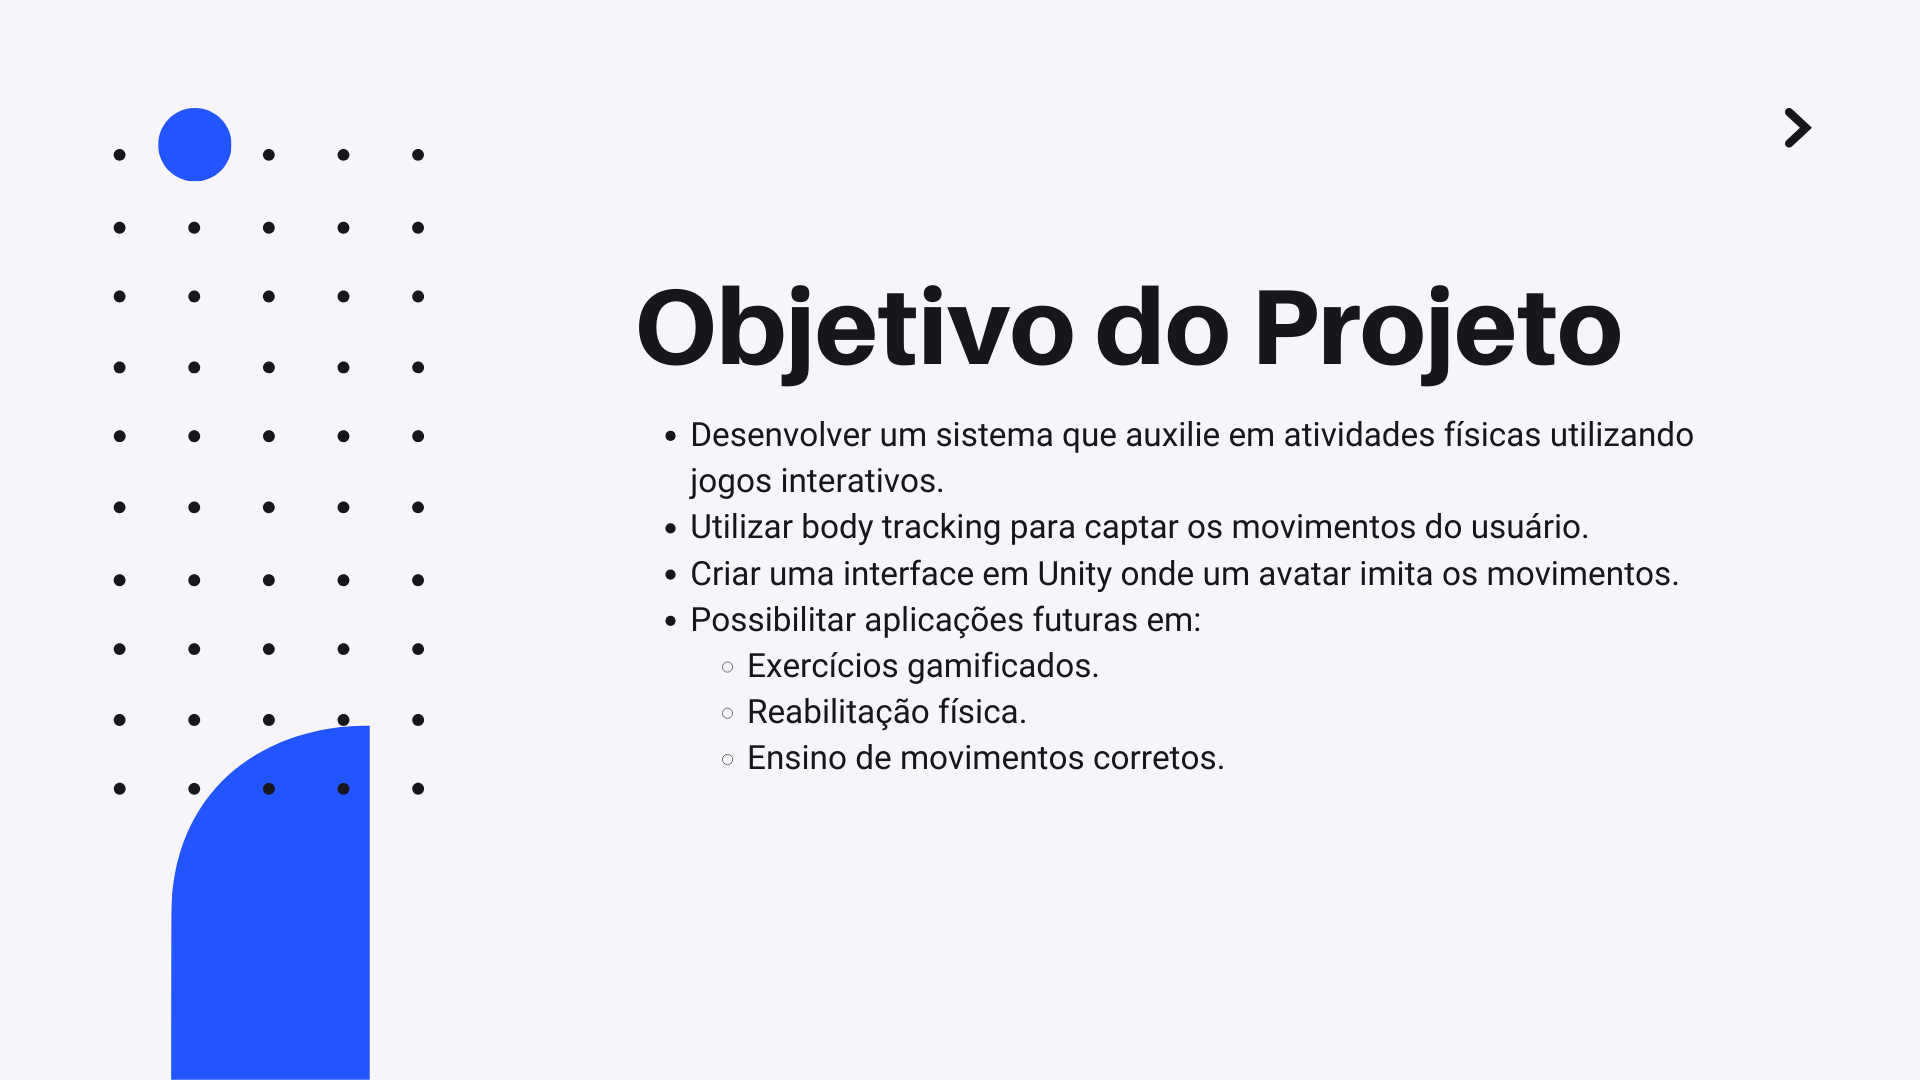 Objetivo do Projeto
• Desenvolver um sistema que auxilie em atividades físicas utilizando
jogos interativos.
• Utilizar body tracking para captar os movimentos do usuário.
• Criar uma interface em Unity onde um avatar imita os movimentos.
• Possibilitar aplicações futuras em:
○ Exercícios gamificados.
○ Reabilitação física.
○ Ensino de movimentos corretos.